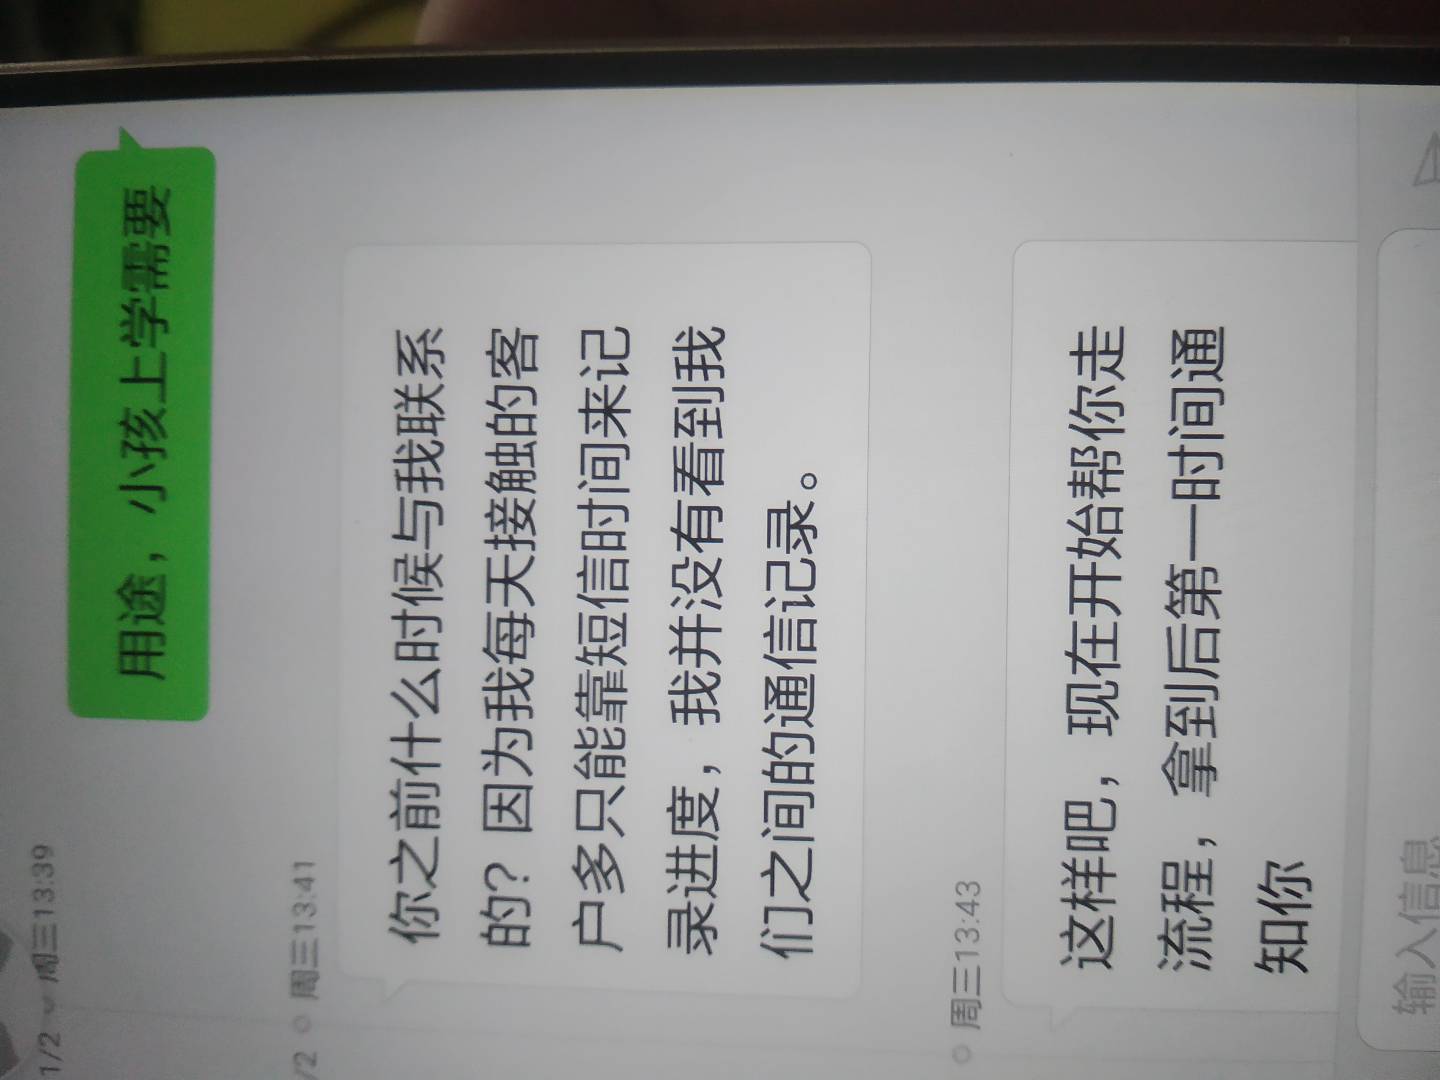 1/2 周三13:39
用途，小孩上学需要
/2 周三13:41
你之前什么时候与我联系
的？因为我每天接触的客
户多只能靠短信时间来记
录进度，我并没有看到我
们之间的通信记录。
周三13:43
这样吧，现在开始帮你走
流程，拿到后第一时间通
知你
输入信息